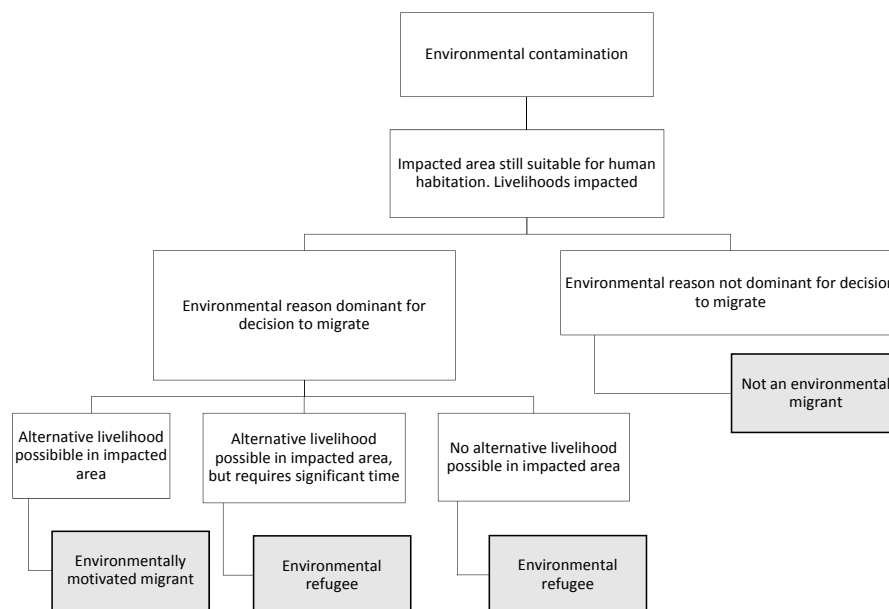 Environmental contamination
Impacted area still suitable for human
habitation. Livelihoods impacted
Environmental reason dominant for
decision to migrate
Environmental reason not dominant for decision
to migrate
Not an environmental
migrant
Alternative livelihood
possibible in impacted
area
Alternative livelihood
possible in impacted area,
but requires significant time
No alternative livelihood
possible in impacted area
Environmentally
motivated migrant
Environmental
refugee
Environmental
refugee